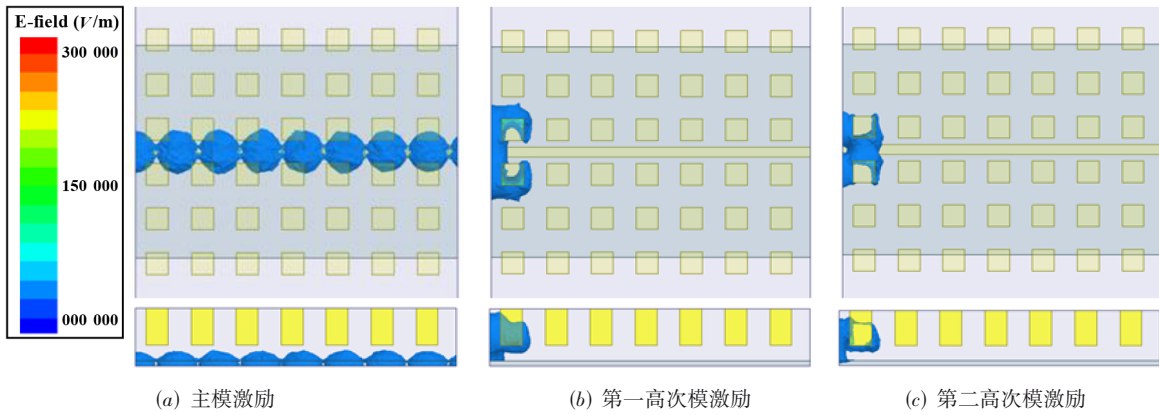 E-field (V/m)
300 000
150 000
000 000
(a) 主模激励
(b) 第一高次模激励
(c) 第二高次模激励